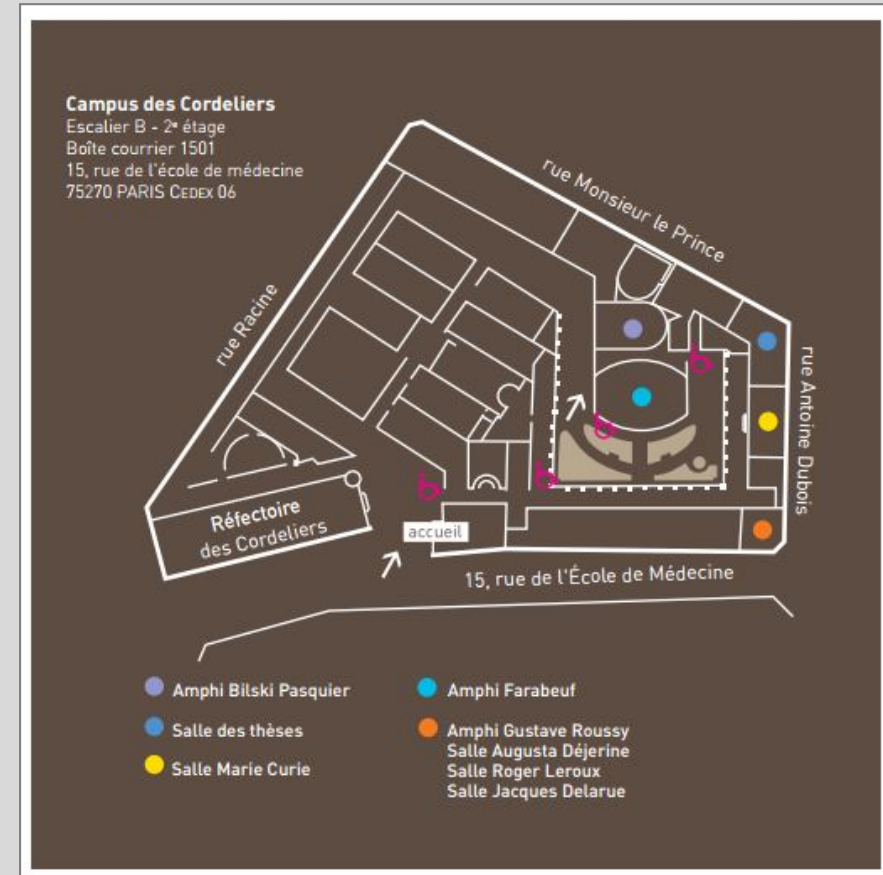 Campus des Cordeliers
Escalier B - 2e étage
Boîte courrier 1501
15, rue de l'école de médecine
75270 PARIS CEDEX 06
rue Monsieur le Prince
rue Racine
rue Antoine Dubois
Réfectoire
des Cordeliers
accueil
15, rue de l'École de Médecine
Amphi Bilski Pasquier
Salle des thèses
Salle Marie Curie
Amphi Farabeuf
Amphi Gustave Roussy
Salle Augusta Déjerine
Salle Roger Leroux
Salle Jacques Delarue